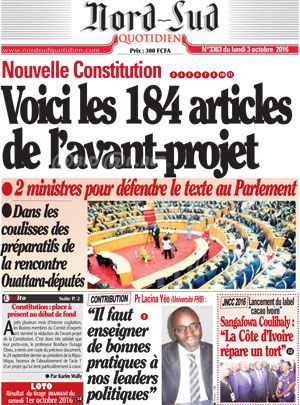 Nord-Sud
QUOTIDIEN
www.nordsudquotidien.com
Prix : 300 FCFA
N°3363 du lundi 3 octobre 2016
Nouvelle Constitution
Voici les 184 articles
de l'avant-projet
• 2 ministres pour défendre le texte au Parlement
• Dans les
coulisses des
préparatifs de
la rencontre
Ouattara-députés
Edito
Suite P. 2
Constitution : place à
présent au débat de fond
Par Karim Wally
LOTO
Résultat du tirage DIAMANT du
samedi 1er octobre 2016
CONTRIBUTION
Pr Lacina Yéo (Université FHB) :
"Il faut
enseigner
de bonnes
pratiques à
nos leaders
politiques"
JNCC 2016
Lancement du label
cacao ivoire
Sangafowa Coulibaly :
"La Côte d'Ivoire
répare un tort"